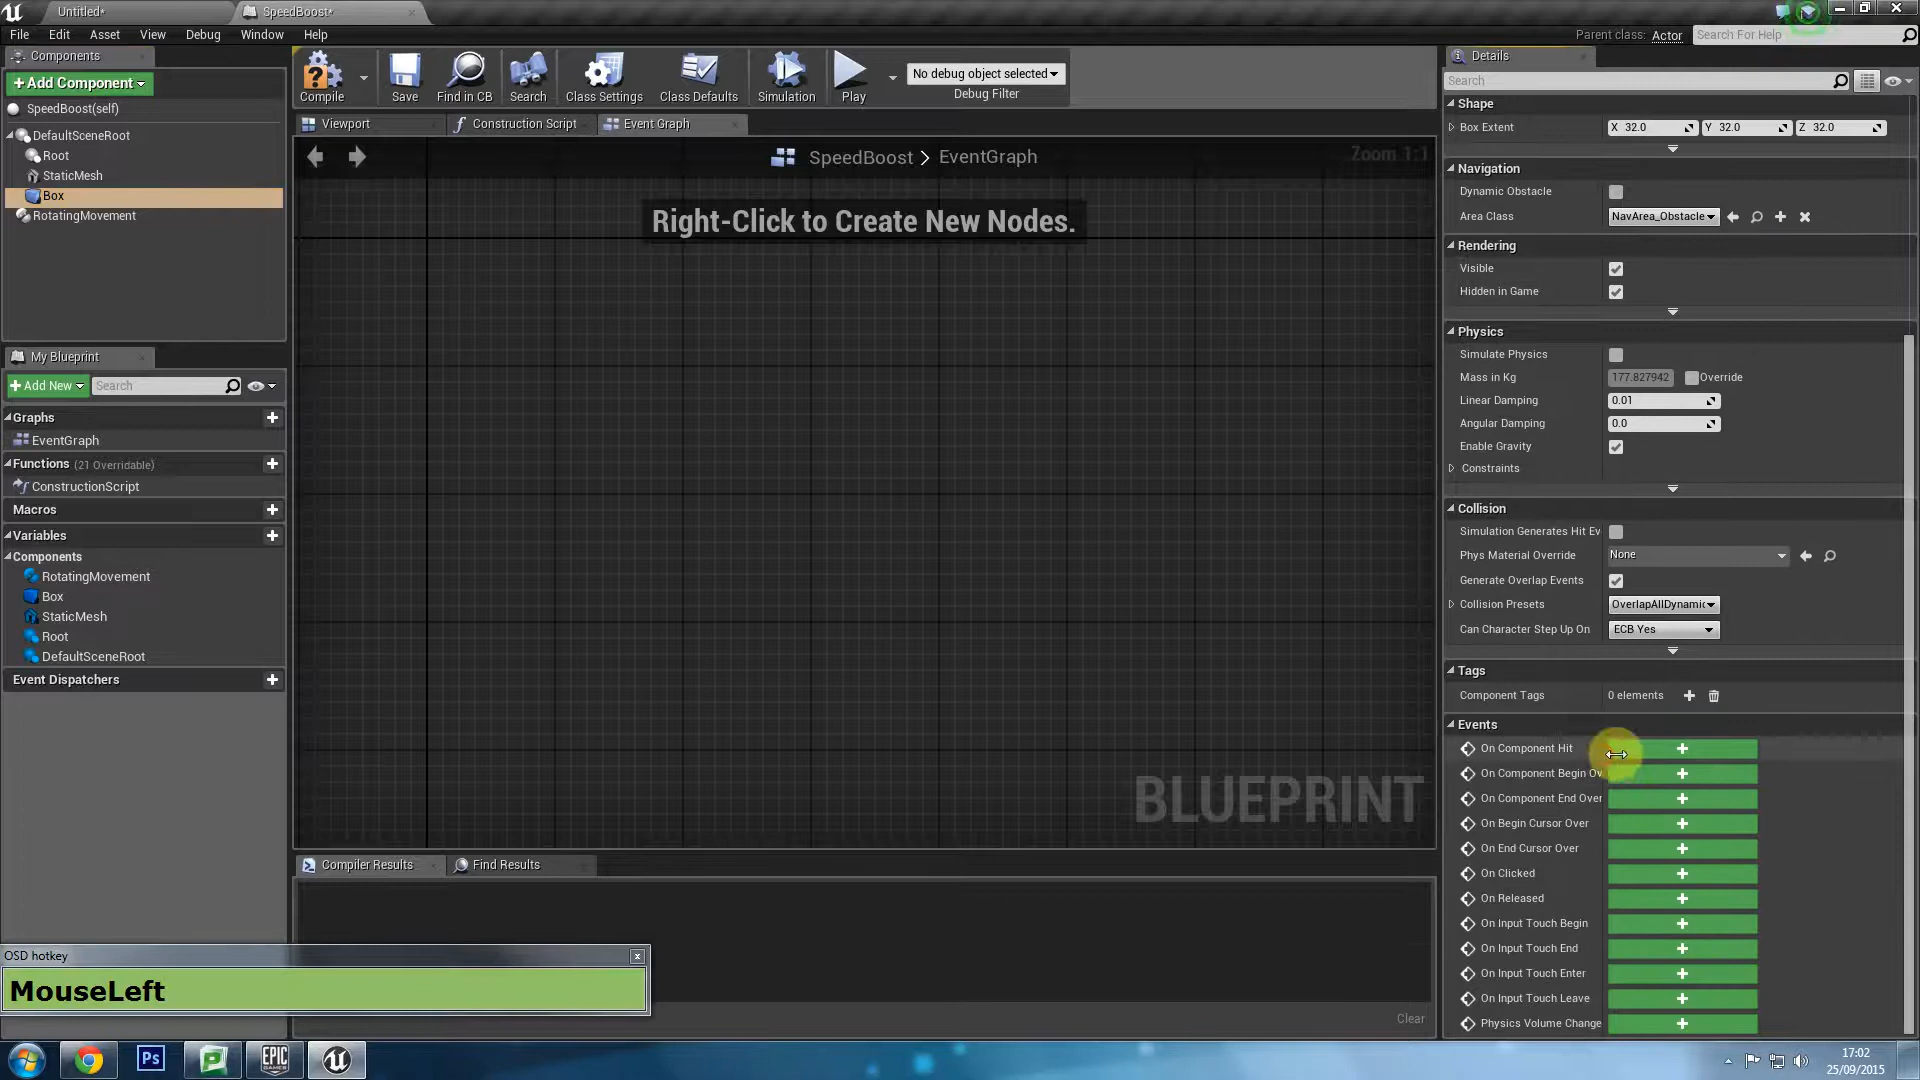 Untitled*
SpeedBoost*
File Edit Asset View Debug Window Help
Parent class: Actor
Search For Help
Components
+Add Component
SpeedBoost(self)
DefaultSceneRoot
Root
StaticMesh
Box
RotatingMovement
My Blueprint
+Add New
Search
Graphs
EventGraph
Functions (21 Overridable)
ConstructionScript
Macros
Variables
Components
RotatingMovement
Box
StaticMesh
Root
DefaultSceneRoot
Event Dispatchers
Compile
Save
Find in CB
Search
Class Settings
Class Defaults
Simulation
Play
No debug object selected
Debug Filter
Viewport
Construction Script
Event Graph
SpeedBoost > EventGraph
Zoom 1:1
Right-Click to Create New Nodes.
BLUEPRINT
Compiler Results
Find Results
Clear
Details
Search
Shape
Box Extent X 32.0 Y 32.0 Z 32.0
Navigation
Dynamic Obstacle
Area Class NavArea_Obstacle
Rendering
Visible
Hidden in Game
Physics
Simulate Physics
Mass in Kg 177.827942 Override
Linear Damping 0.01
Angular Damping 0.0
Enable Gravity
Constraints
Collision
Simulation Generates Hit Ev
Phys Material Override None
Generate Overlap Events
Collision Presets OverlapAllDynamic
Can Character Step Up On ECB Yes
Tags
Component Tags 0 elements
Events
On Component Hit
On Component Begin Ov
On Component End Over
On Begin Cursor Over
On End Cursor Over
On Clicked
On Released
On Input Touch Begin
On Input Touch End
On Input Touch Enter
On Input Touch Leave
Physics Volume Change
OSD hotkey
MouseLeft
Ps
EPIC GAMES
17:02
25/09/2015